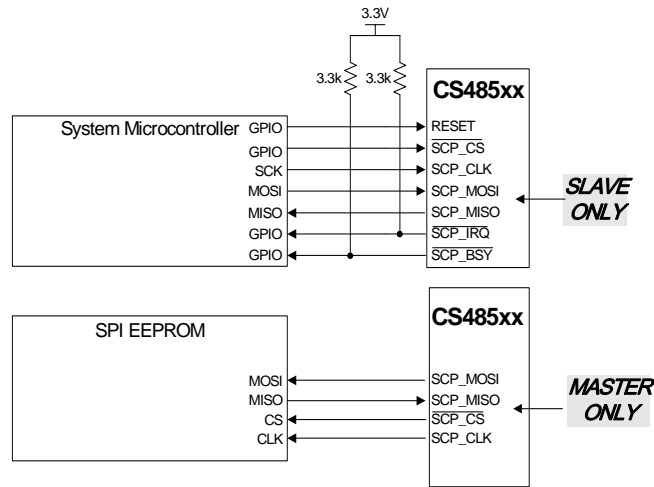 3.3V
3.3k 3.3k
CS485xx
System Microcontroller
GPIO RESET
GPIO SCP_CS
SCK SCP_CLK
MOSI SCP_MOSI
MISO SCP_MISO
GPIO SCP_IRQ
GPIO SCP_BSY
SLAVE
ONLY
CS485xx
SPI EEPROM
MOSI SCP_MOSI
MISO SCP_MISO
CS SCP_CS
CLK SCP_CLK
MASTER
ONLY